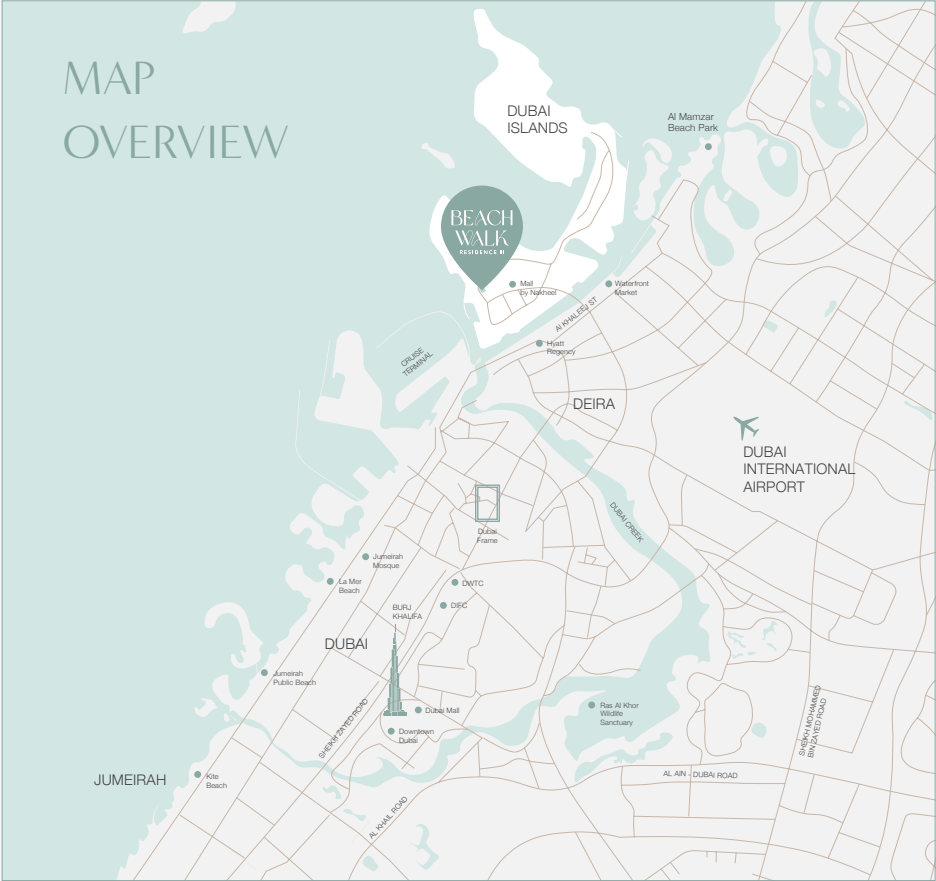 MAP
OVERVIEW
DUBAI
ISLANDS
Al Mamzar
Beach Park
BEACH
WALK
RESIDENCE III
Mall
by Nakheel
Waterfront
Market
Al KHALEEJ ST
Hyatt
Regency
CRUISE
TERMINAL
DEIRA
DUBAI
INTERNATIONAL
AIRPORT
Dubai
Frame
DUBAI CREEK
Jumeirah
Mosque
La Mer
Beach
DWTC
DIFC
BURJ
KHALIFA
DUBAI
Jumeirah
Public Beach
SHEIKH ZAYED ROAD
Dubai Mall
Downtown
Dubai
Ras Al Khor
Wildlife
Sanctuary
SHEIKH MOHAMMED
BIN ZAYED ROAD
JUMEIRAH
Kite
Beach
AL AIN - DUBAI ROAD
AL KHAIL ROAD